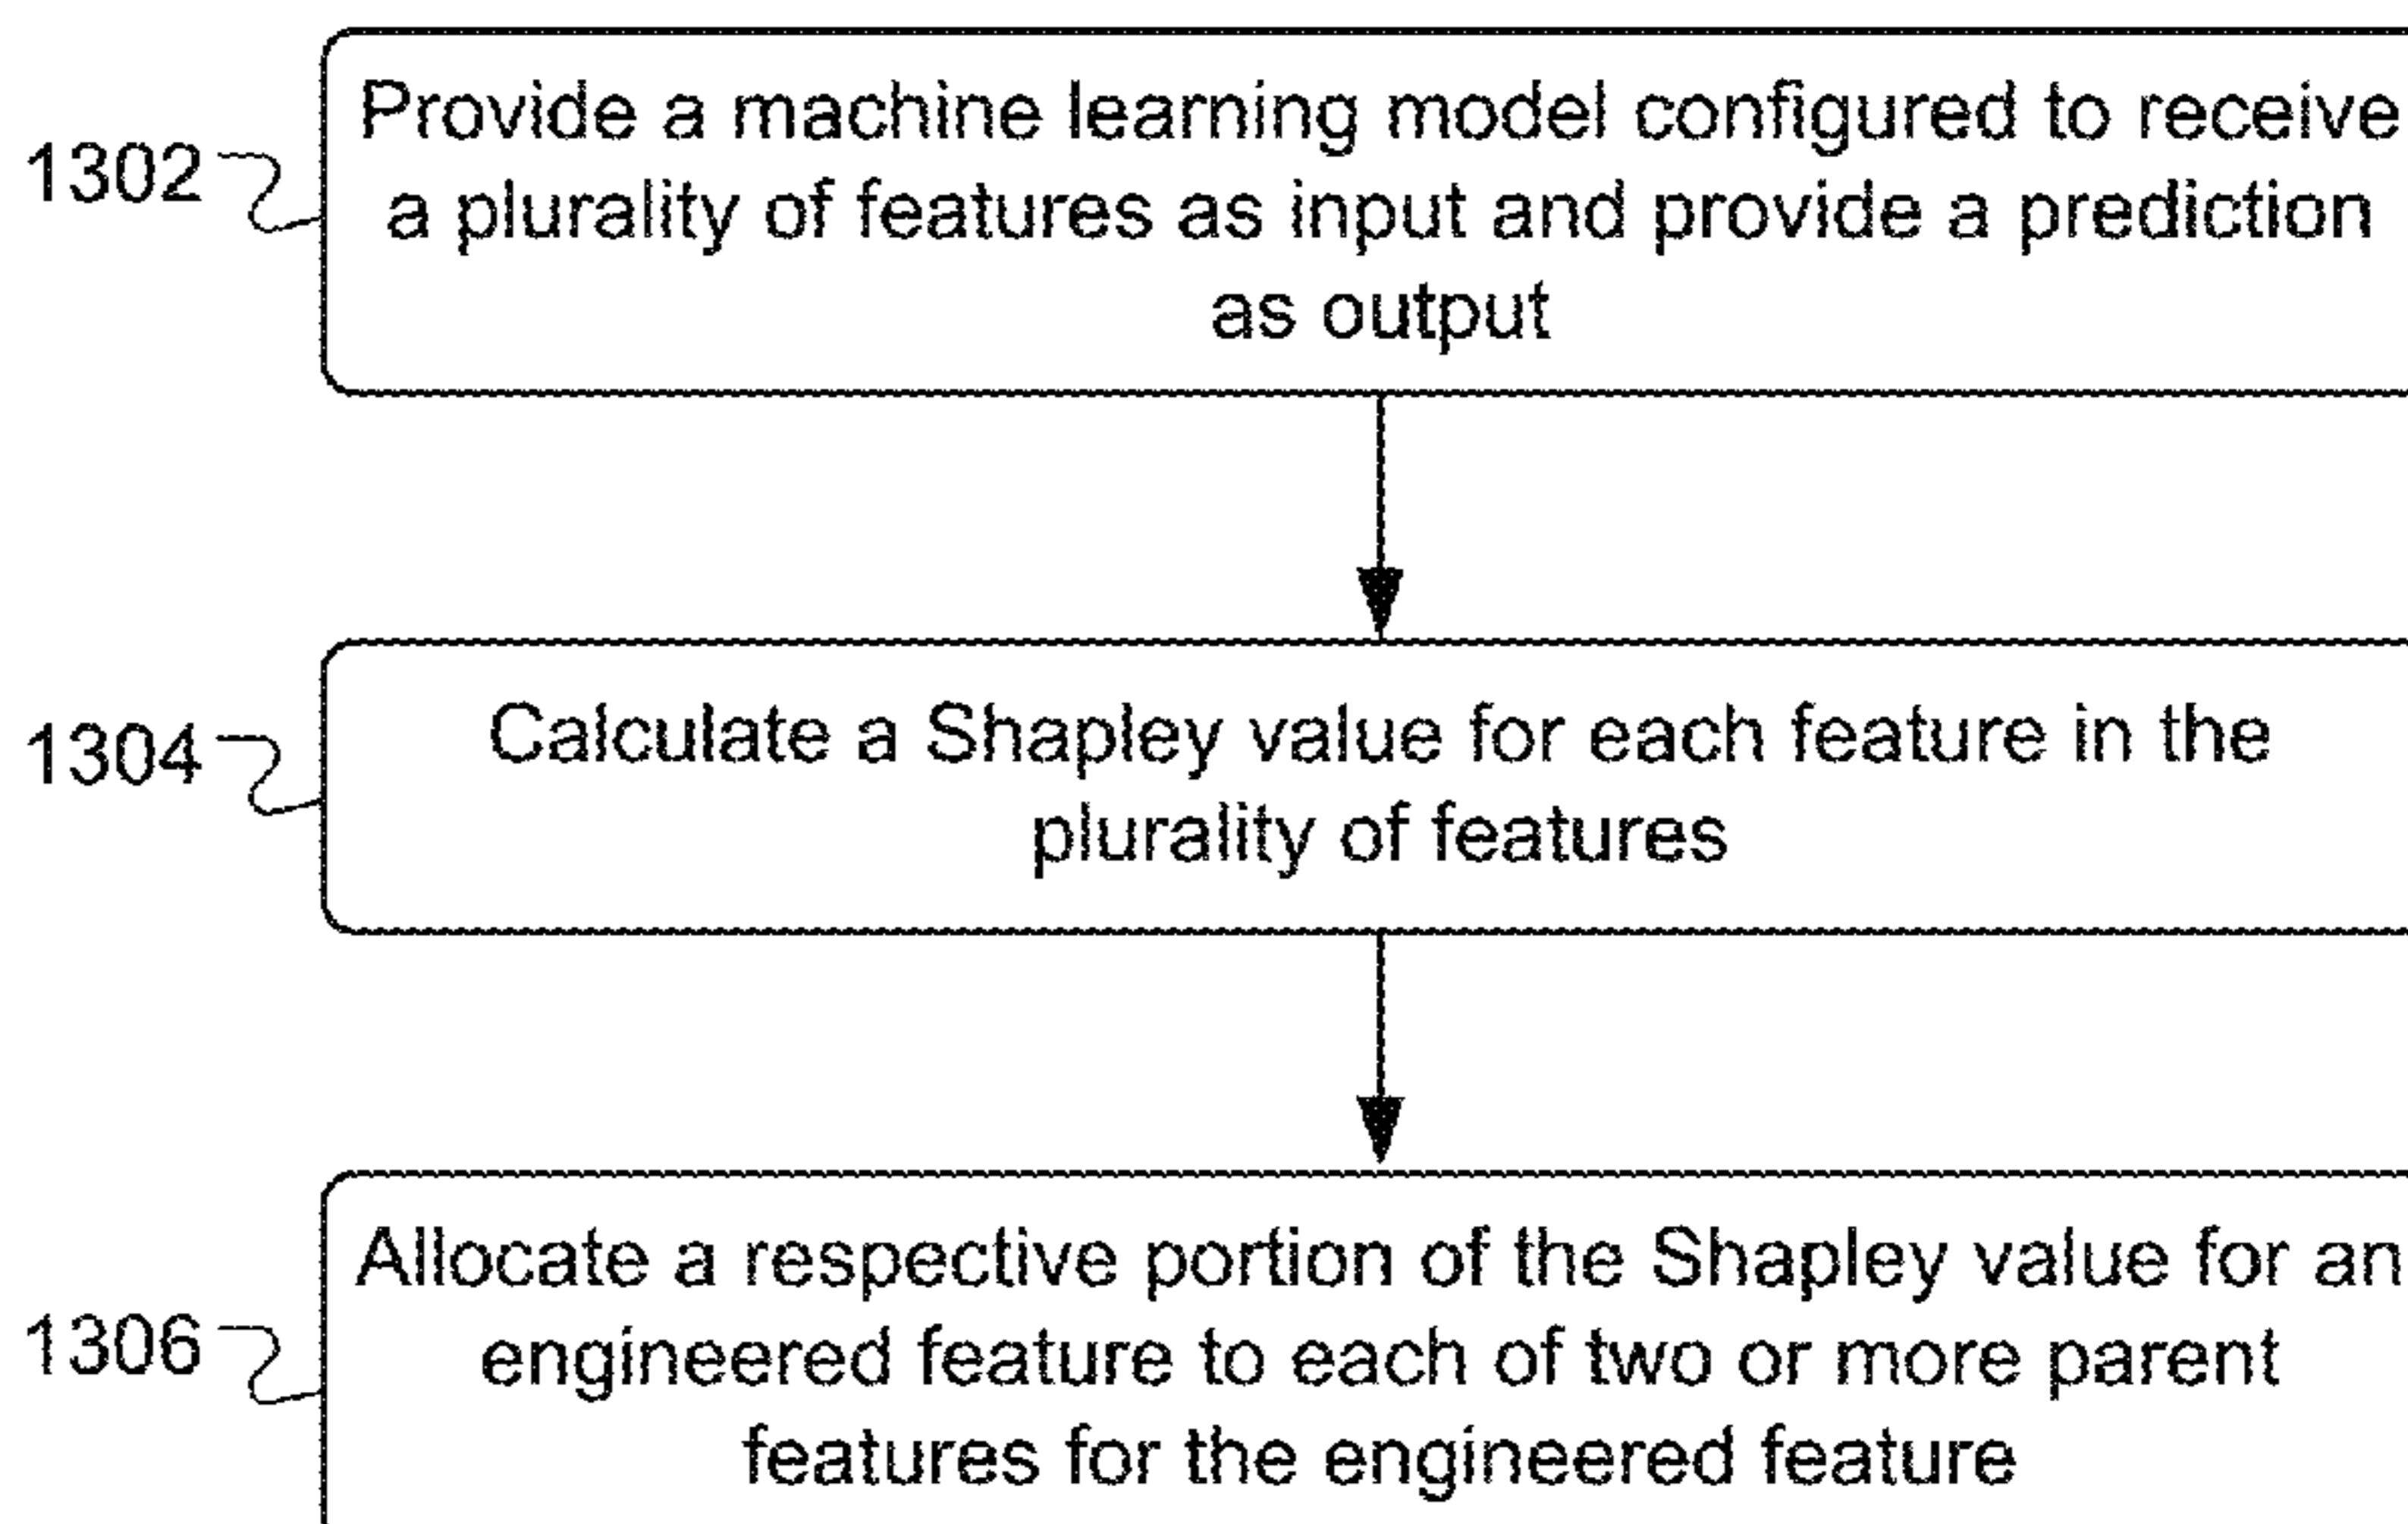 Provide a machine learning model configured to receive
1302
a plurality of features as input and provide a prediction
as output
Calculate a Shapley value for each feature in the
1304
plurality of features
Allocate a respective portion of the Shapley value for an
1306
engineered feature to each of two or more parent
features for the engineered feature